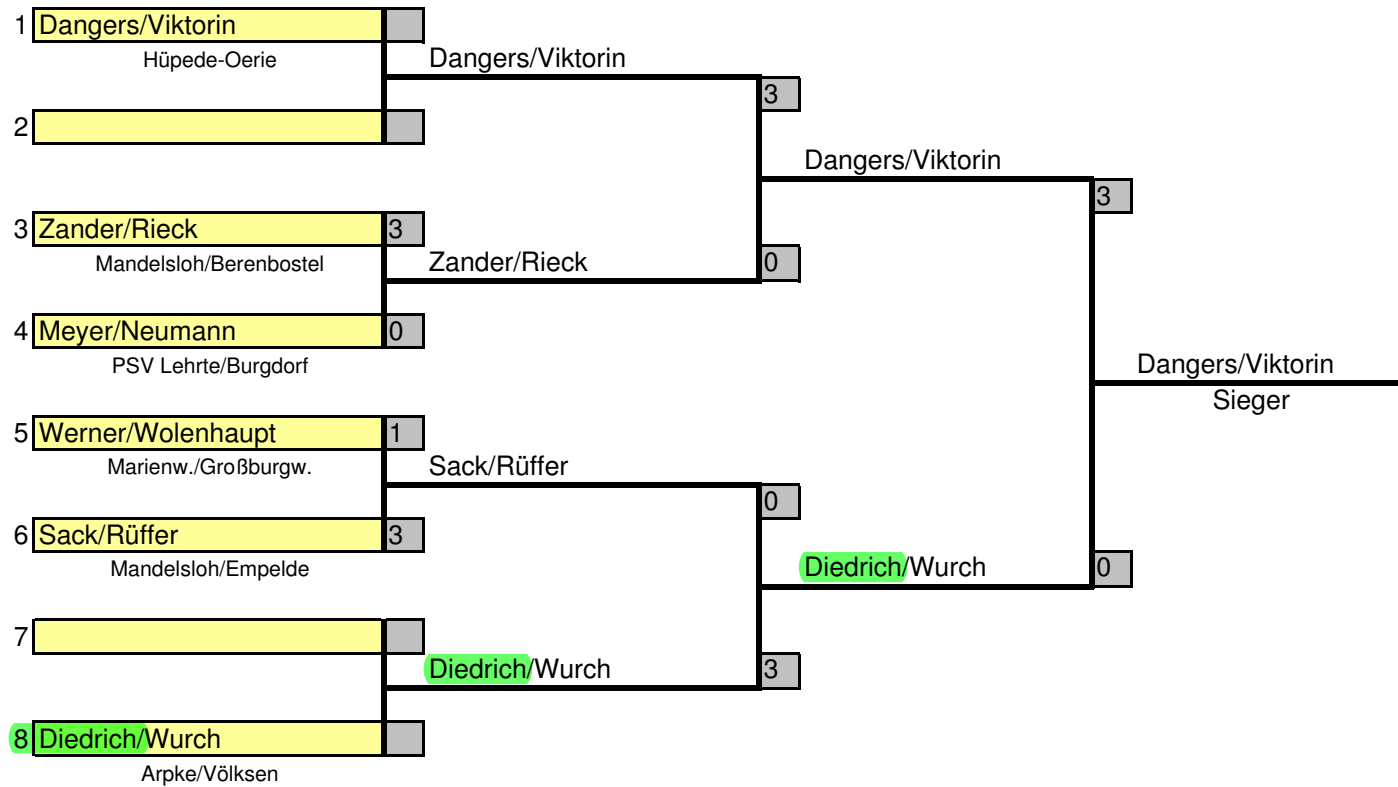 1 Dangers/Viktorin
Hüpede-Oerie
Dangers/Viktorin
3
2
Dangers/Viktorin
3
3 Zander/Rieck 3
Mandelsloh/Berenbostel
Zander/Rieck
0
4 Meyer/Neumann 0
PSV Lehrte/Burgdorf
Dangers/Viktorin
Sieger
5 Werner/Wolenhaupt 1
Marienw./Großburgw.
Sack/Rüffer
0
6 Sack/Rüffer 3
Mandelsloh/Empelde
Diedrich/Wurch
0
7
Diedrich/Wurch
3
8 Diedrich/Wurch
Arpke/Völksen